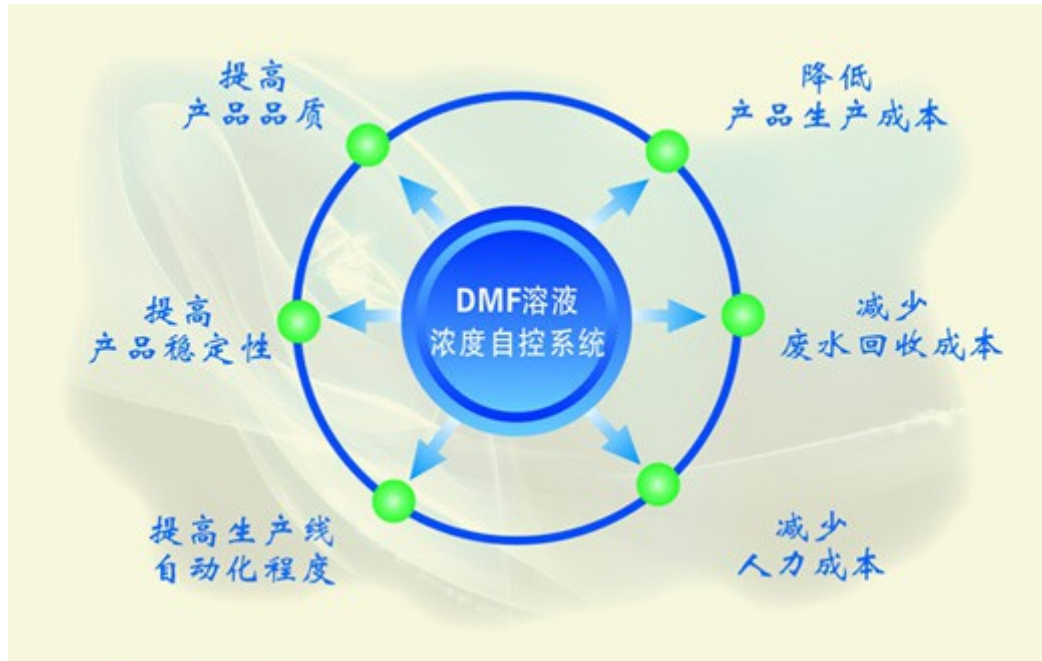 提高
产品品质
降低
产品生产成本
DMF溶液
浓度自控系统
提高
产品稳定性
减少
废水回收成本
提高生产线
自动化程度
减少
人力成本